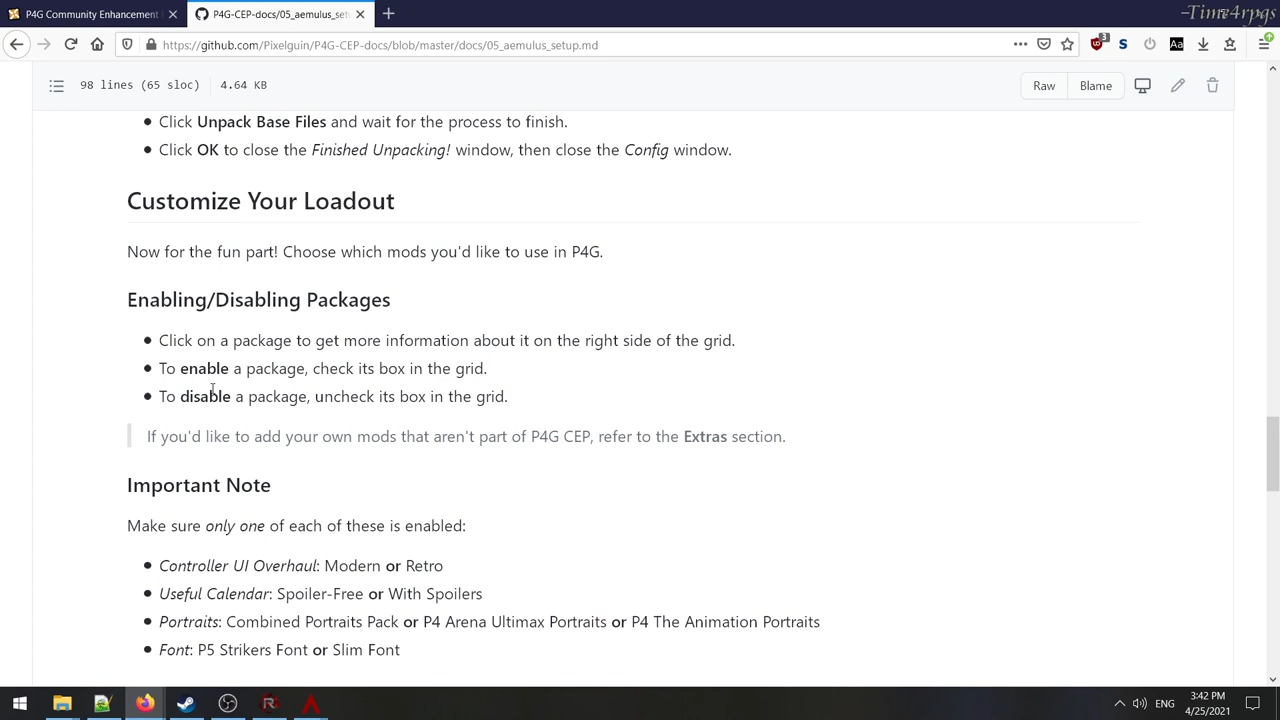 P4G Community Enhancement
P4G-CEP-docs/05_aemulus_set
Time4rpgs
https://github.com/Pixelguin/P4G-CEP-docs/blob/master/docs/05_aemulus_setup.md
3
S
Aa
98 lines (65 sloc) 4.64 KB
Raw
Blame
Click Unpack Base Files and wait for the process to finish.
Click OK to close the Finished Unpacking! window, then close the Config window.
Customize Your Loadout
Now for the fun part! Choose which mods you'd like to use in P4G.
Enabling/Disabling Packages
Click on a package to get more information about it on the right side of the grid.
To enable a package, check its box in the grid.
To disable a package, uncheck its box in the grid.
If you'd like to add your own mods that aren't part of P4G CEP, refer to the Extras section.
Important Note
Make sure only one of each of these is enabled:
Controller UI Overhaul: Modern or Retro
Useful Calendar: Spoiler-Free or With Spoilers
Portraits: Combined Portraits Pack or P4 Arena Ultimax Portraits or P4 The Animation Portraits
Font: P5 Strikers Font or Slim Font
ENG
3:42 PM
4/25/2021